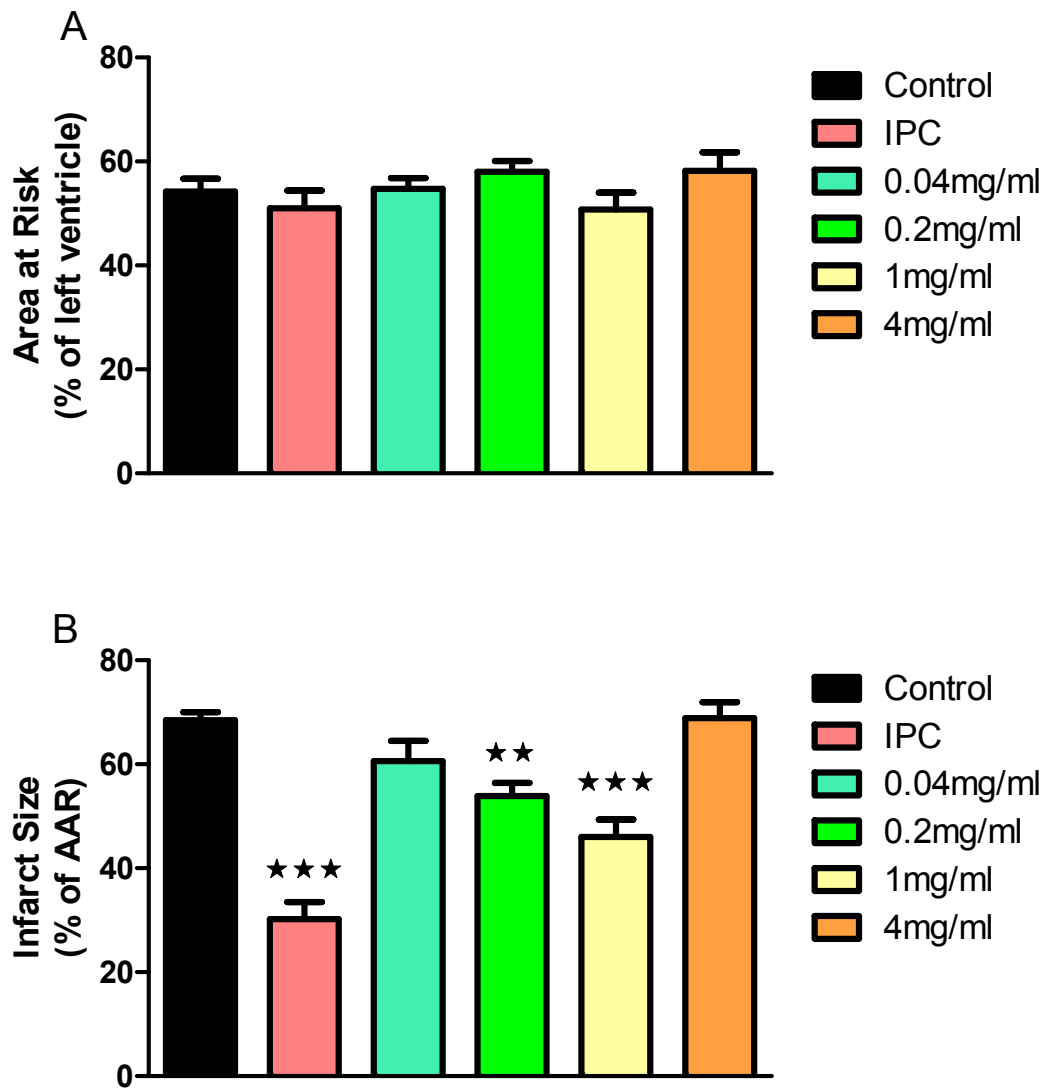 A
80
60
40
20
0
Area at Risk
(% of left ventricle)
Control
IPC
0.04mg/ml
0.2mg/ml
1mg/ml
4mg/ml
B
80
60
40
20
0
Infarct Size
(% of AAR)
★★★
★★
★★★
Control
IPC
0.04mg/ml
0.2mg/ml
1mg/ml
4mg/ml